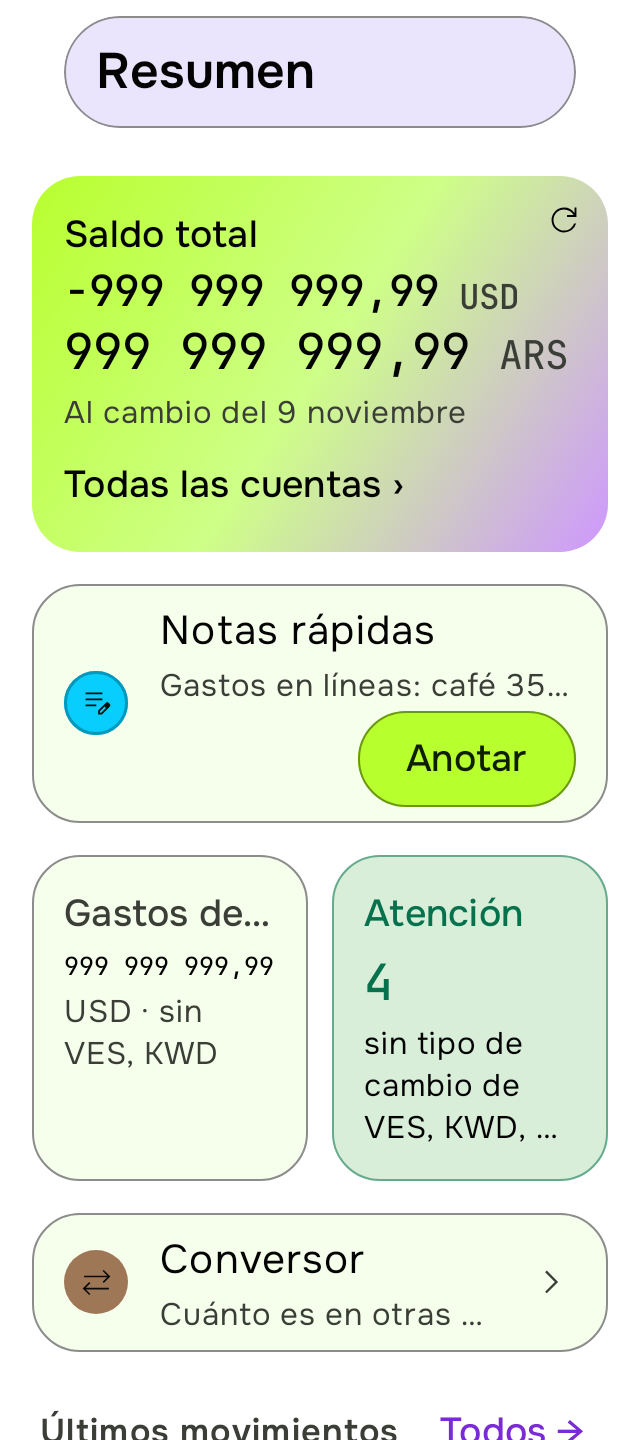 Resumen
Saldo total
-999 999 999,99 USD
999 999 999,99 ARS
Al cambio del 9 noviembre
Todas las cuentas ›
Notas rápidas
Gastos en líneas: café 35…
Anotar
Gastos de…
999 999 999,99
USD · sin
VES, KWD
Atención
4
sin tipo de
cambio de
VES, KWD, …
Conversor
Cuánto es en otras …
Últimos movimientos
Todos →